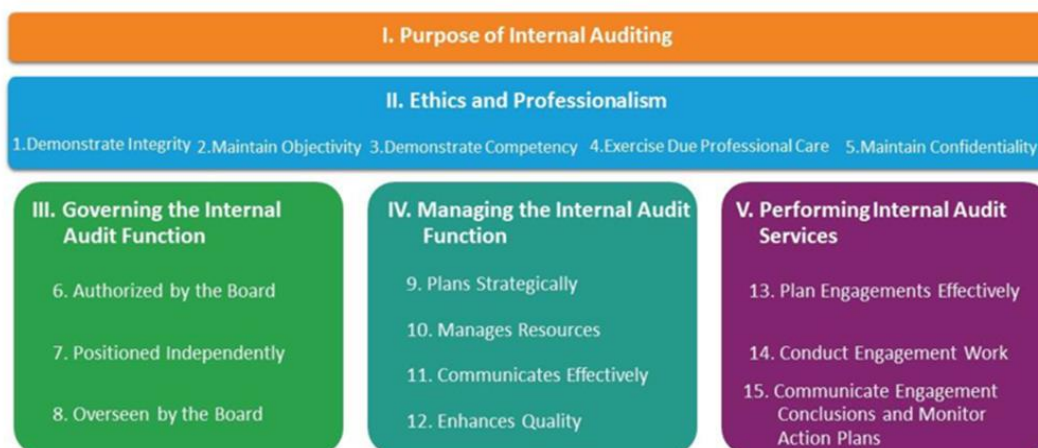 I. Purpose of Internal Auditing
II. Ethics and Professionalism
1.Demonstrate Integrity 2.Maintain Objectivity 3.Demonstrate Competency 4.Exercise Due Professional Care 5.Maintain Confidentiality
III. Governing the Internal
Audit Function
6. Authorized by the Board
7. Positioned Independently
8. Overseen by the Board
IV. Managing the Internal Audit
Function
9. Plans Strategically
10. Manages Resources
11. Communicates Effectively
12. Enhances Quality
V. Performing Internal Audit
Services
13. Plan Engagements Effectively
14. Conduct Engagement Work
15. Communicate Engagement
Conclusions and Monitor
Action Plans